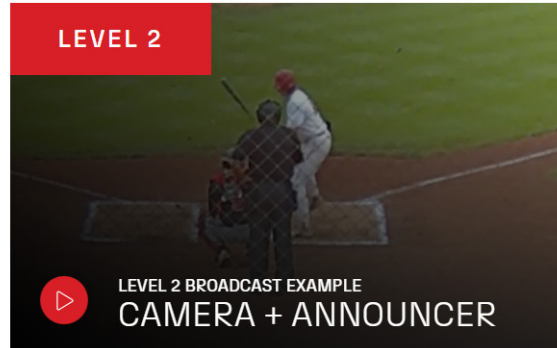 LEVEL 2
LEVEL 2 BROADCAST EXAMPLE
CAMERA + ANNOUNCER